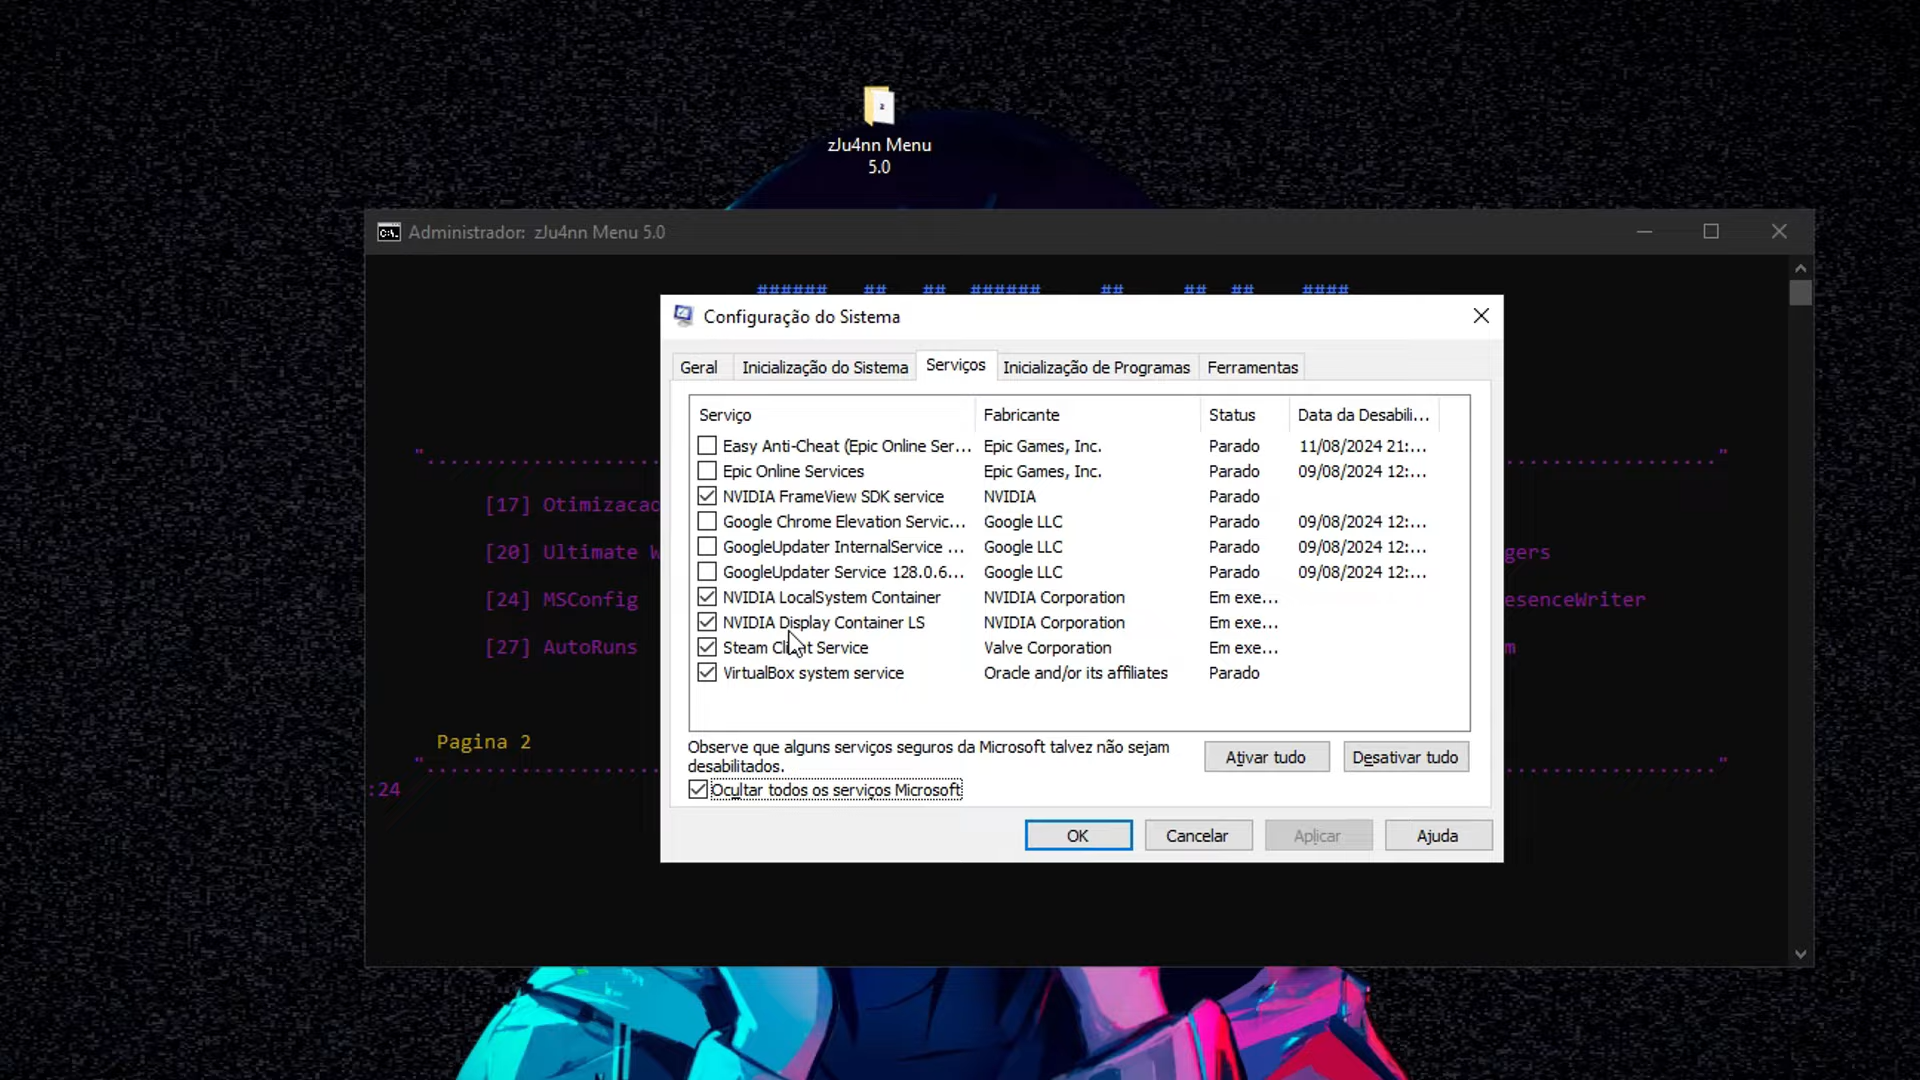 2
zJu4nn Menu
5.0
Administrador: zJu4nn Menu 5.0
###### ## ## ###### ## ## ## ####
Configuração do Sistema
Geral Inicialização do Sistema Serviços Inicialização de Programas Ferramentas
Serviço Fabricante Status Data da Desabili...
Easy Anti-Cheat (Epic Online Ser... Epic Games, Inc. Parado 11/08/2024 21:...
Epic Online Services Epic Games, Inc. Parado 09/08/2024 12:...
NVIDIA FrameView SDK service NVIDIA Parado
Google Chrome Elevation Servic... Google LLC Parado 09/08/2024 12:...
GoogleUpdater InternalService ... Google LLC Parado 09/08/2024 12:...
GoogleUpdater Service 128.0.6... Google LLC Parado 09/08/2024 12:...
NVIDIA LocalSystem Container NVIDIA Corporation Em exe...
NVIDIA Display Container LS NVIDIA Corporation Em exe...
Steam Client Service Valve Corporation Em exe...
VirtualBox system service Oracle and/or its affiliates Parado
Observe que alguns serviços seguros da Microsoft talvez não sejam
desabilitados.
Ativar tudo Desativar tudo
Ocultar todos os serviços Microsoft
OK Cancelar Aplicar Ajuda
[17] Otimizacao
[20] Ultimate W gers
[24] MSConfig esenceWriter
[27] AutoRuns m
Pagina 2
:24